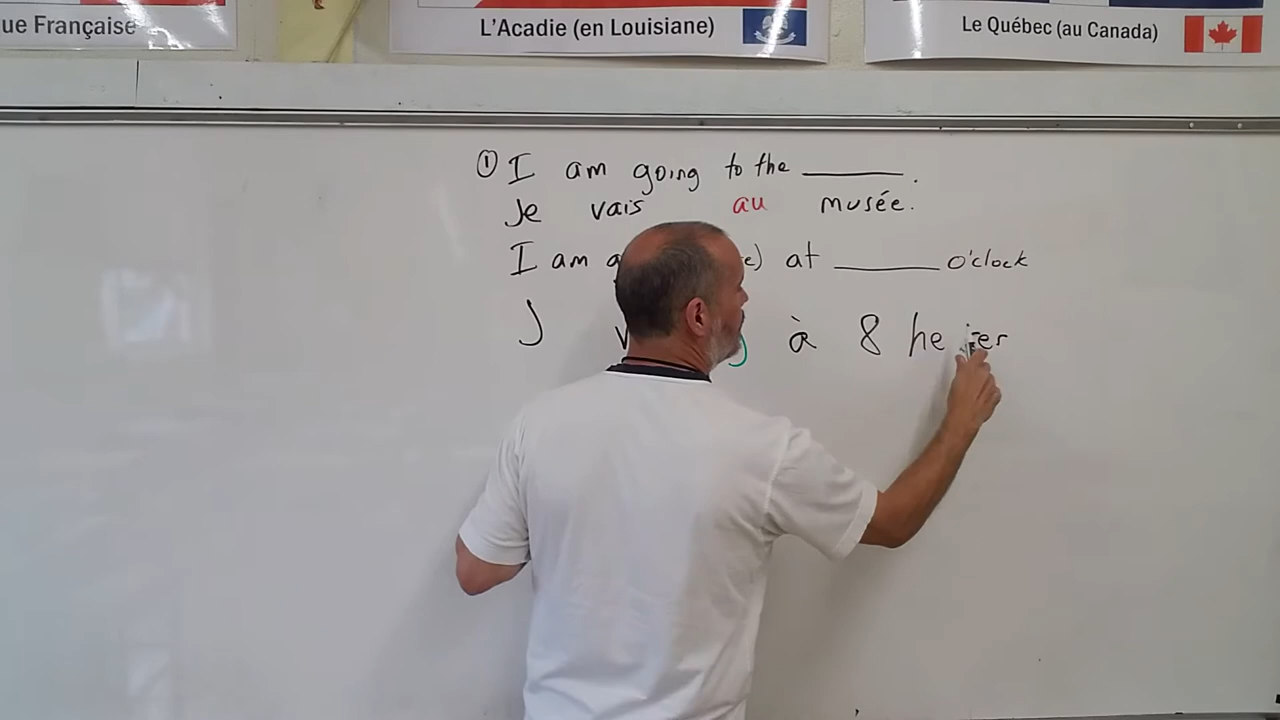 ue Française
L'Acadie (en Louisiane)
Le Québec (au Canada)
① I am going to the ______.
Je vais au musée.
I am at ______ o'clock
J à 8 he